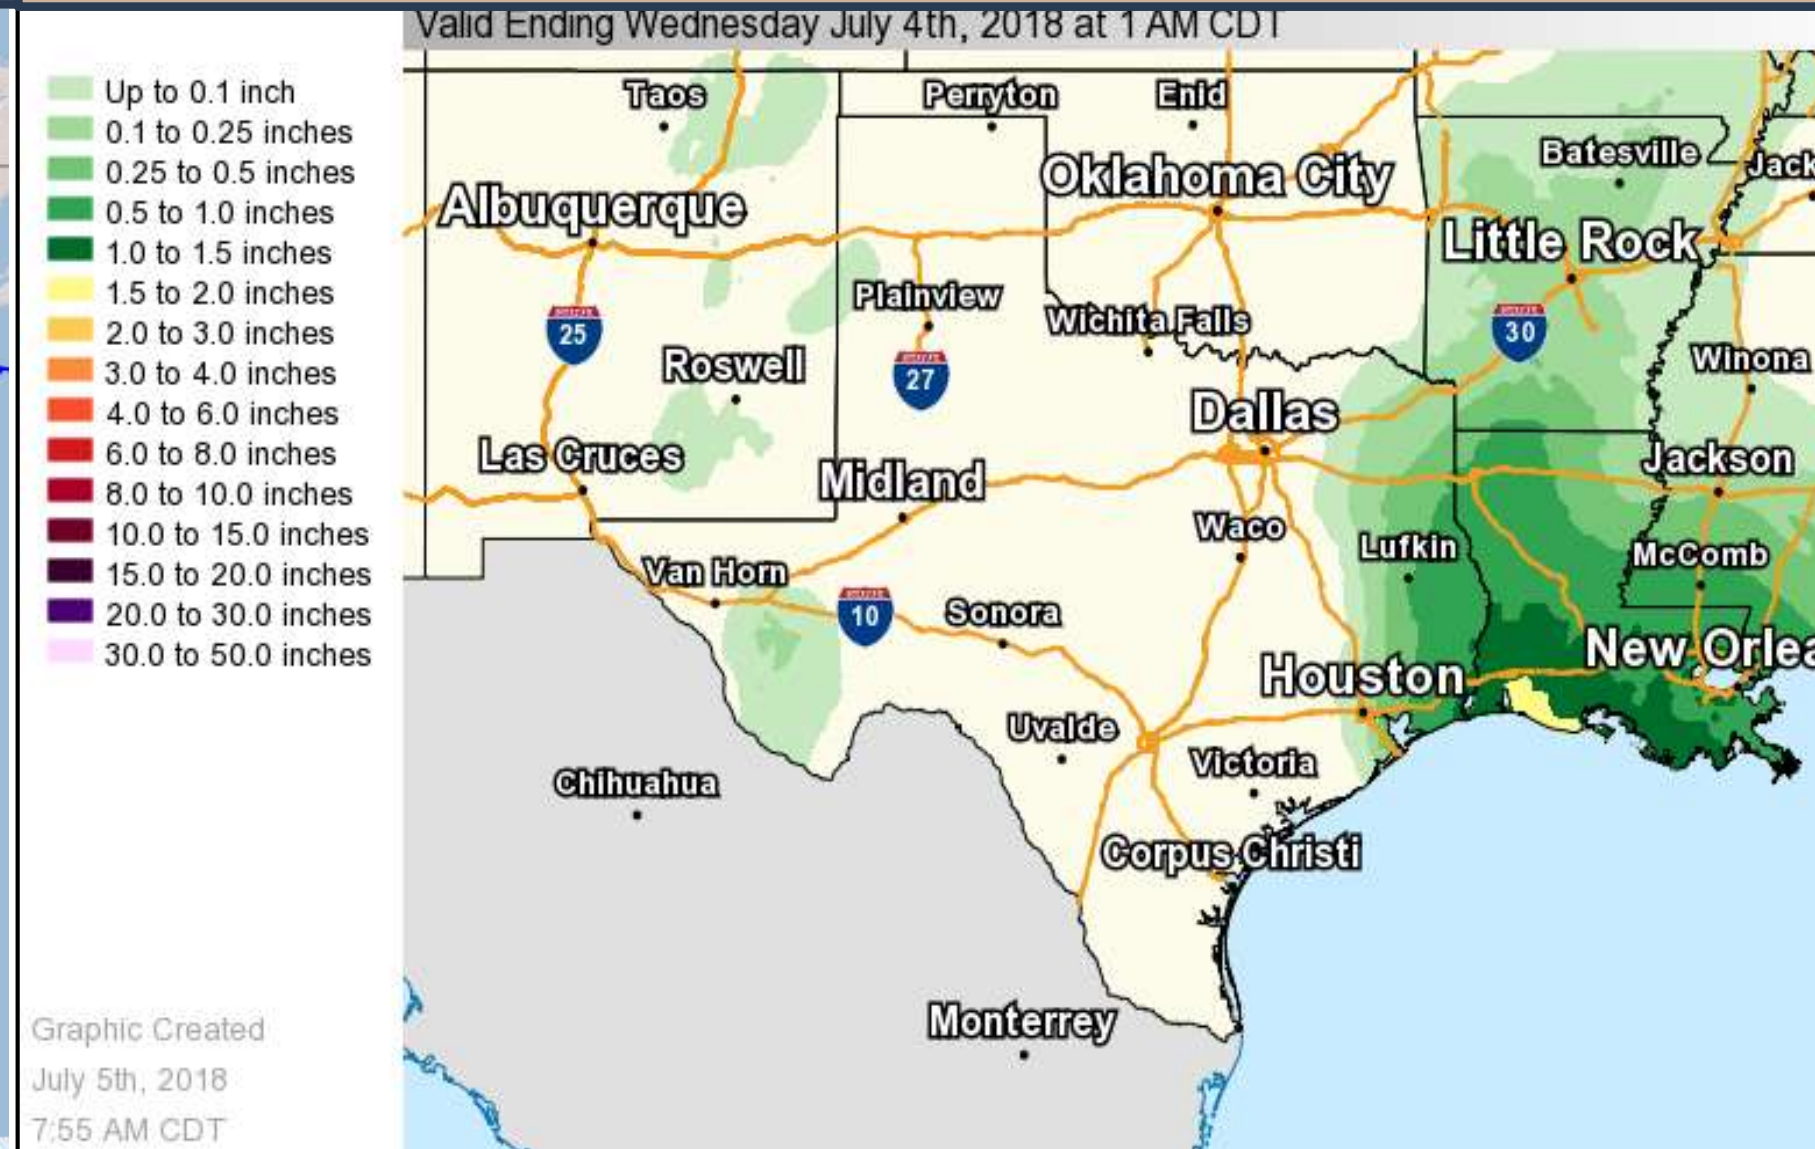 Valid Ending Wednesday July 4th, 2018 at 1 AM CDT
Up to 0.1 inch
0.1 to 0.25 inches
0.25 to 0.5 inches
0.5 to 1.0 inches
1.0 to 1.5 inches
1.5 to 2.0 inches
2.0 to 3.0 inches
3.0 to 4.0 inches
4.0 to 6.0 inches
6.0 to 8.0 inches
8.0 to 10.0 inches
10.0 to 15.0 inches
15.0 to 20.0 inches
20.0 to 30.0 inches
30.0 to 50.0 inches
Graphic Created
July 5th, 2018
7:55 AM CDT
Taos
Perryton
Enid
Batesville
Jack
Oklahoma City
Albuquerque
Little Rock
Plainview
Wichita Falls
25
30
Winona
Roswell
27
Dallas
Las Cruces
Midland
Jackson
Waco
Lufkin
McComb
Van Horn
10
Sonora
New Orlea
Houston
Uvalde
Victoria
Chihuahua
Corpus Christi
Monterrey